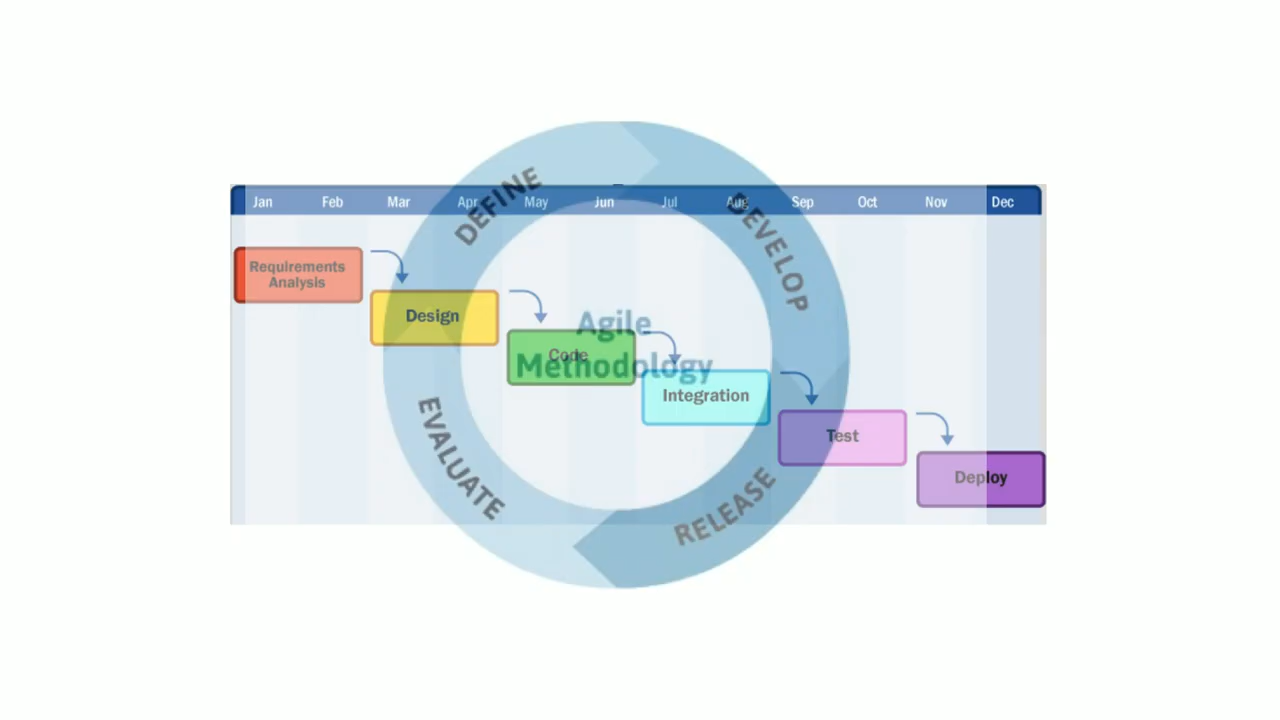 DEFINE
DEVELOP
Jan Feb Mar Apr May Jun Jul Aug Sep Oct Nov Dec
Requirements
Analysis
Design
Agile
Code
Methodology
Integration
Test
Deploy
EVALUATE
RELEASE